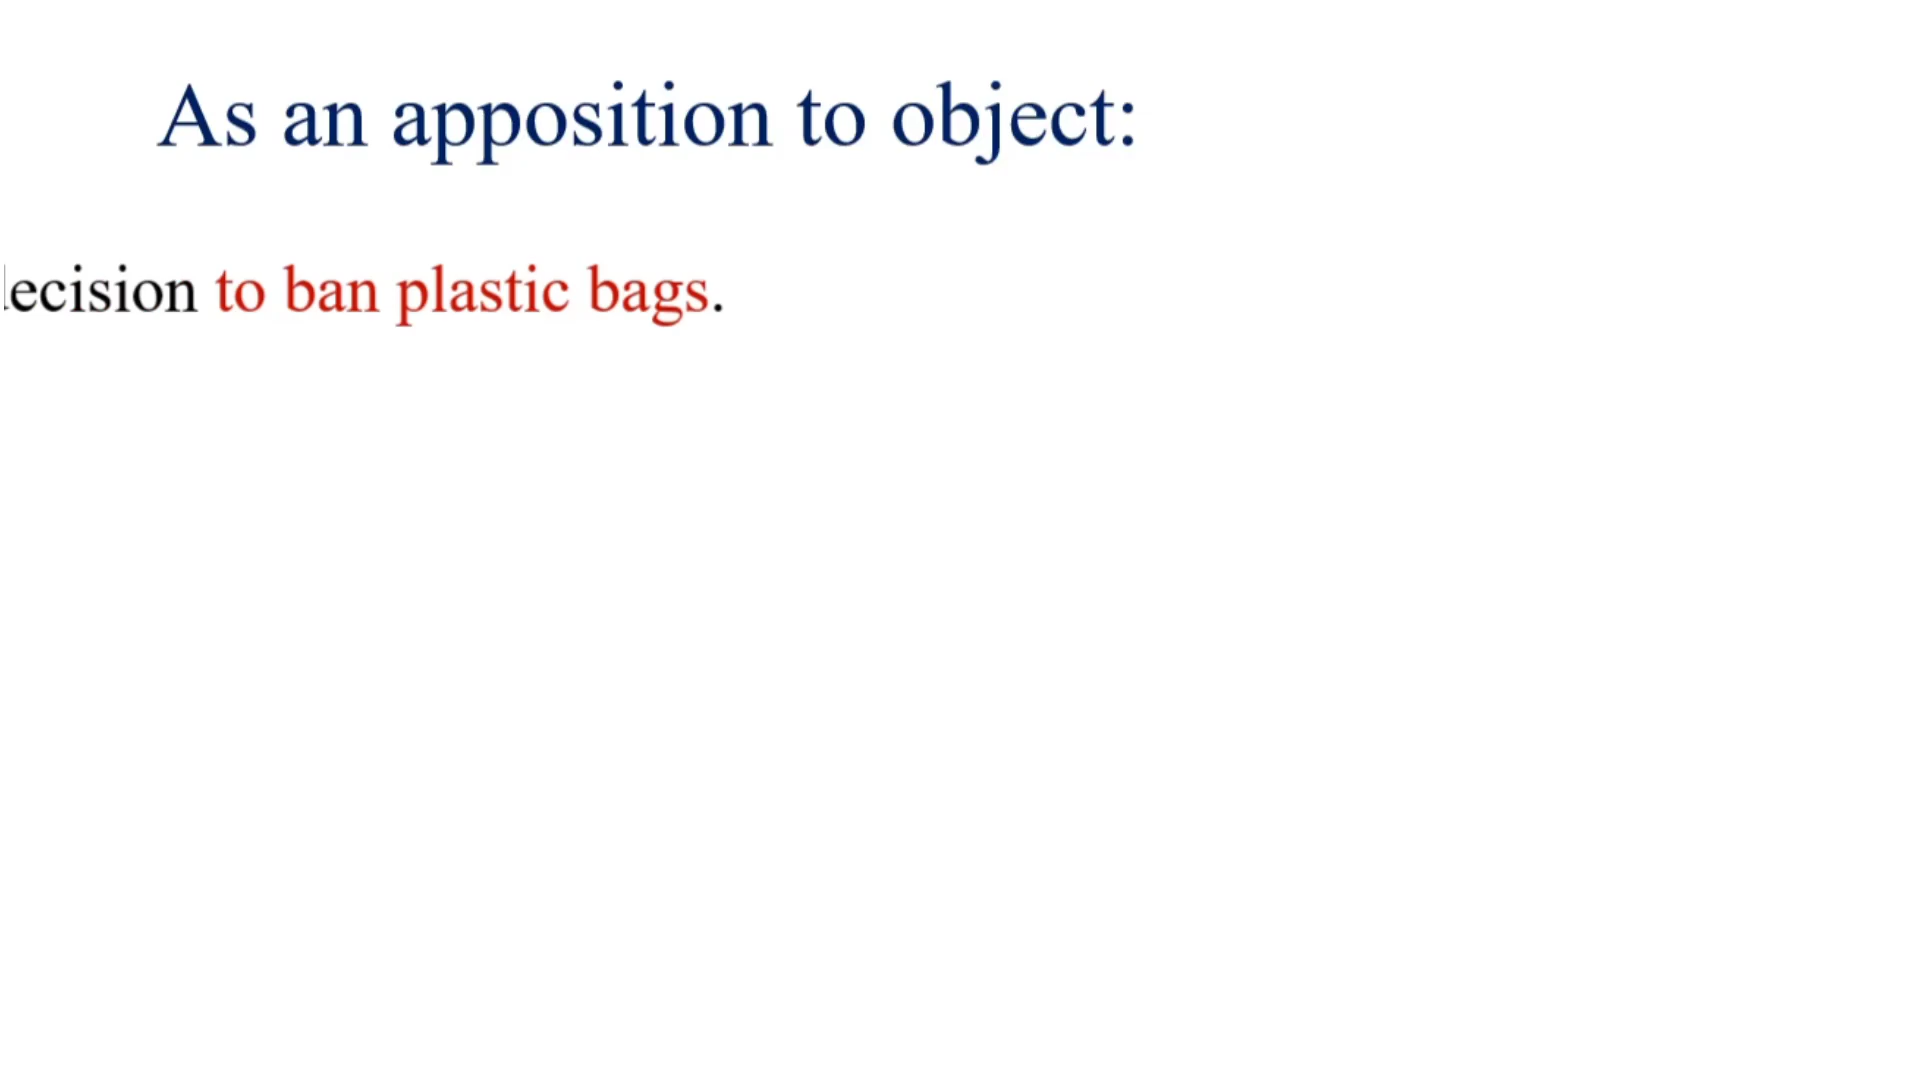 As an apposition to object:
ecision to ban plastic bags.